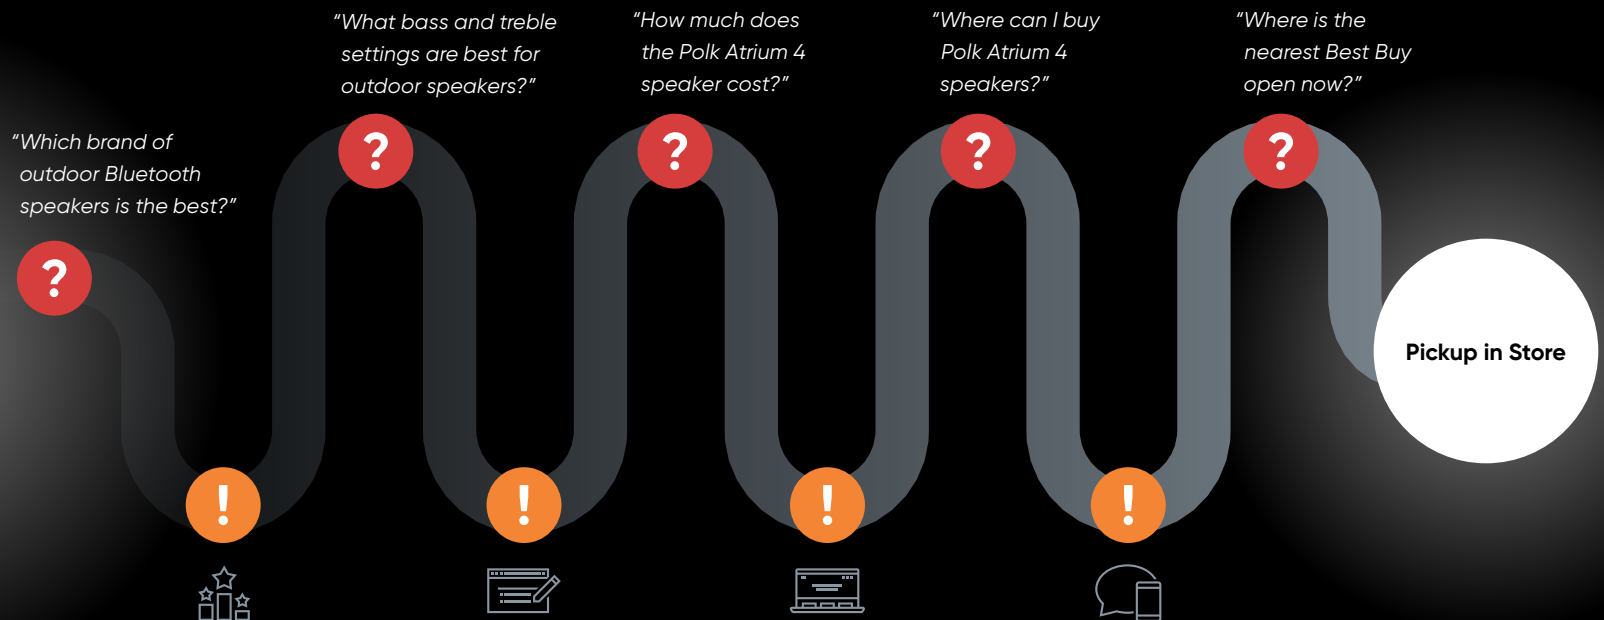 “Which brand of
outdoor Bluetooth
speakers is the best?”
?
“What bass and treble
settings are best for
outdoor speakers?”
?
“How much does
the Polk Atrium 4
speaker cost?”
?
“Where can I buy
Polk Atrium 4
speakers?”
?
“Where is the
nearest Best Buy
open now?”
?
Pickup in Store
!
!
!
!